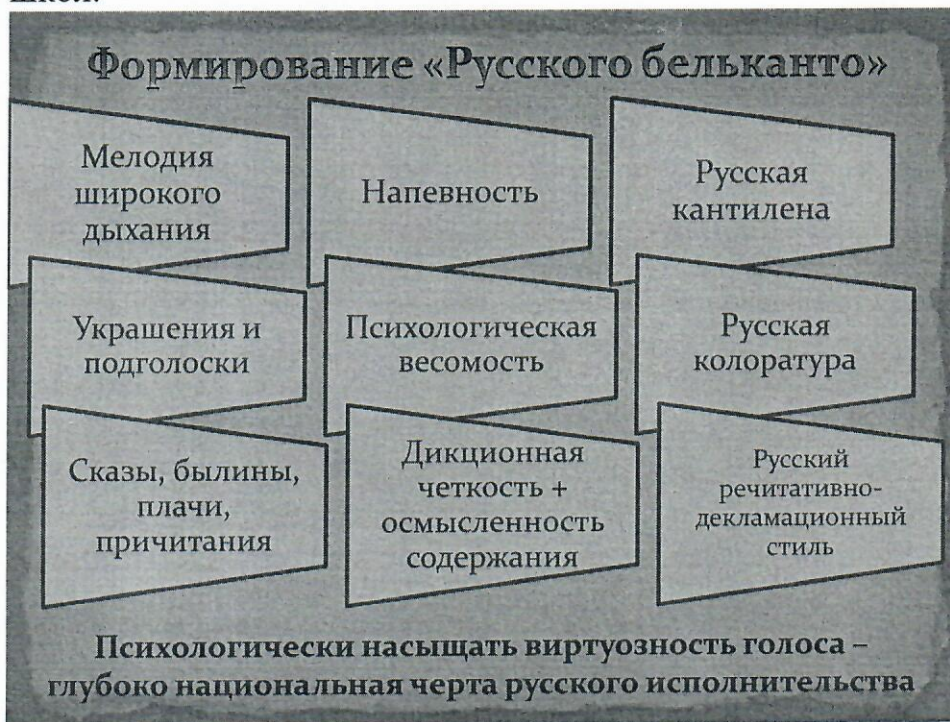 школ.
Формирование «Русского бельканто»
Мелодия
широкого
дыхания
Напевность
Русская
кантилена
Украшения и
подголоски
Психологическая
весомость
Русская
колоратура
Сказы, былины,
плачи,
причитания
Дикционная
четкость +
осмысленность
содержания
Русский
речитативно-
декламационный
стиль
Психологически насыщать виртуозность голоса –
глубоко национальная черта русского исполнительства